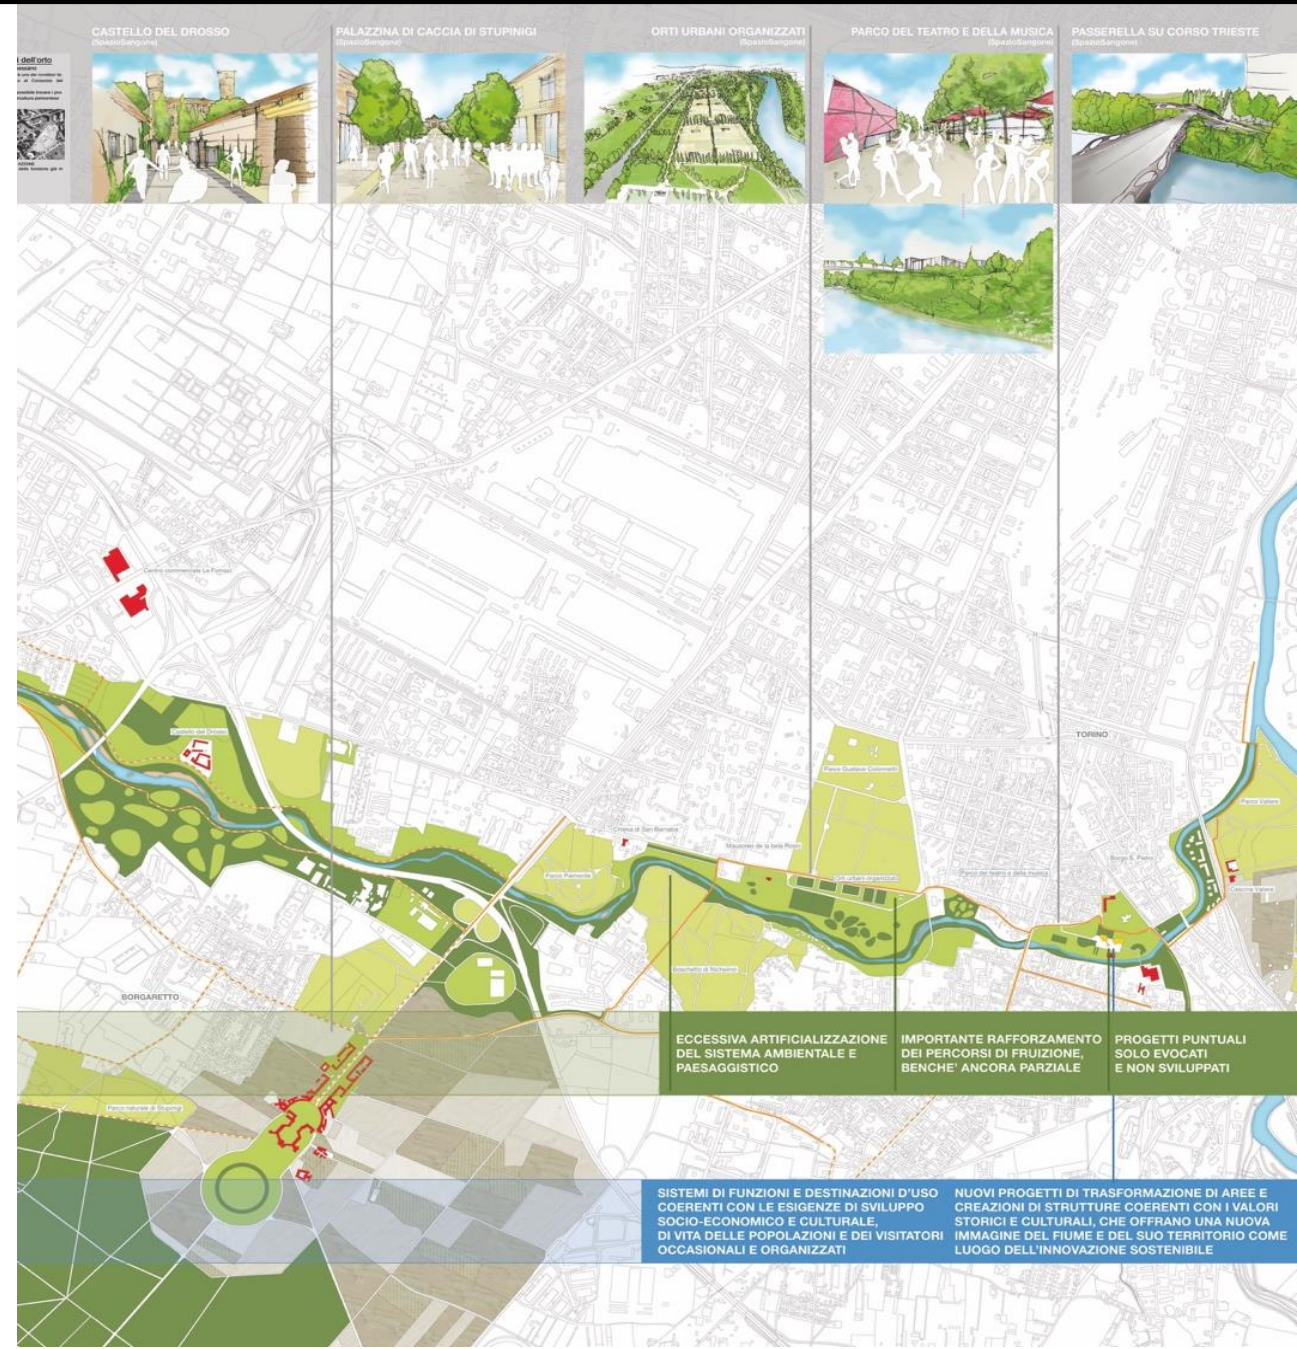 CASTELLO DEL DROSSO
(SpazioSangone)
PALAZZINA DI CACCIA DI STUPINIGI
(SpazioSangone)
ORTI URBANI ORGANIZZATI
(SpazioSangone)
PARCO DEL TEATRO E DELLA MUSICA
(SpazioSangone)
PASSERELLA SU CORSO TRIESTE
(SpazioSangone)
i dell'orto
Centro commerciale Le Fornaci
Castello del Drosso
TORINO
Parco Gustavo Colonnetti
Parco Vallere
Chiesa di San Barnaba
Mausoleo de la bela Rosin
Borgo S. Pietro
Parco Piemonte
Orti urbani organizzati
Parco del teatro e della musica
Cascina Vallere
Boschetto di Nichelino
BORGARETTO
ECCESSIVA ARTIFICIALIZZAZIONE
DEL SISTEMA AMBIENTALE E
PAESAGGISTICO
IMPORTANTE RAFFORZAMENTO
DEI PERCORSI DI FRUIZIONE,
BENCHE' ANCORA PARZIALE
PROGETTI PUNTUALI
SOLO EVOCATI
E NON SVILUPPATI
Parco naturale di Stupinigi
SISTEMI DI FUNZIONI E DESTINAZIONI D'USO
COERENTI CON LE ESIGENZE DI SVILUPPO
SOCIO-ECONOMICO E CULTURALE,
DI VITA DELLE POPOLAZIONI E DEI VISITATORI
OCCASIONALI E ORGANIZZATI
NUOVI PROGETTI DI TRASFORMAZIONE DI AREE E
CREAZIONI DI STRUTTURE COERENTI CON I VALORI
STORICI E CULTURALI, CHE OFFRANO UNA NUOVA
IMMAGINE DEL FIUME E DEL SUO TERRITORIO COME
LUOGO DELL'INNOVAZIONE SOSTENIBILE